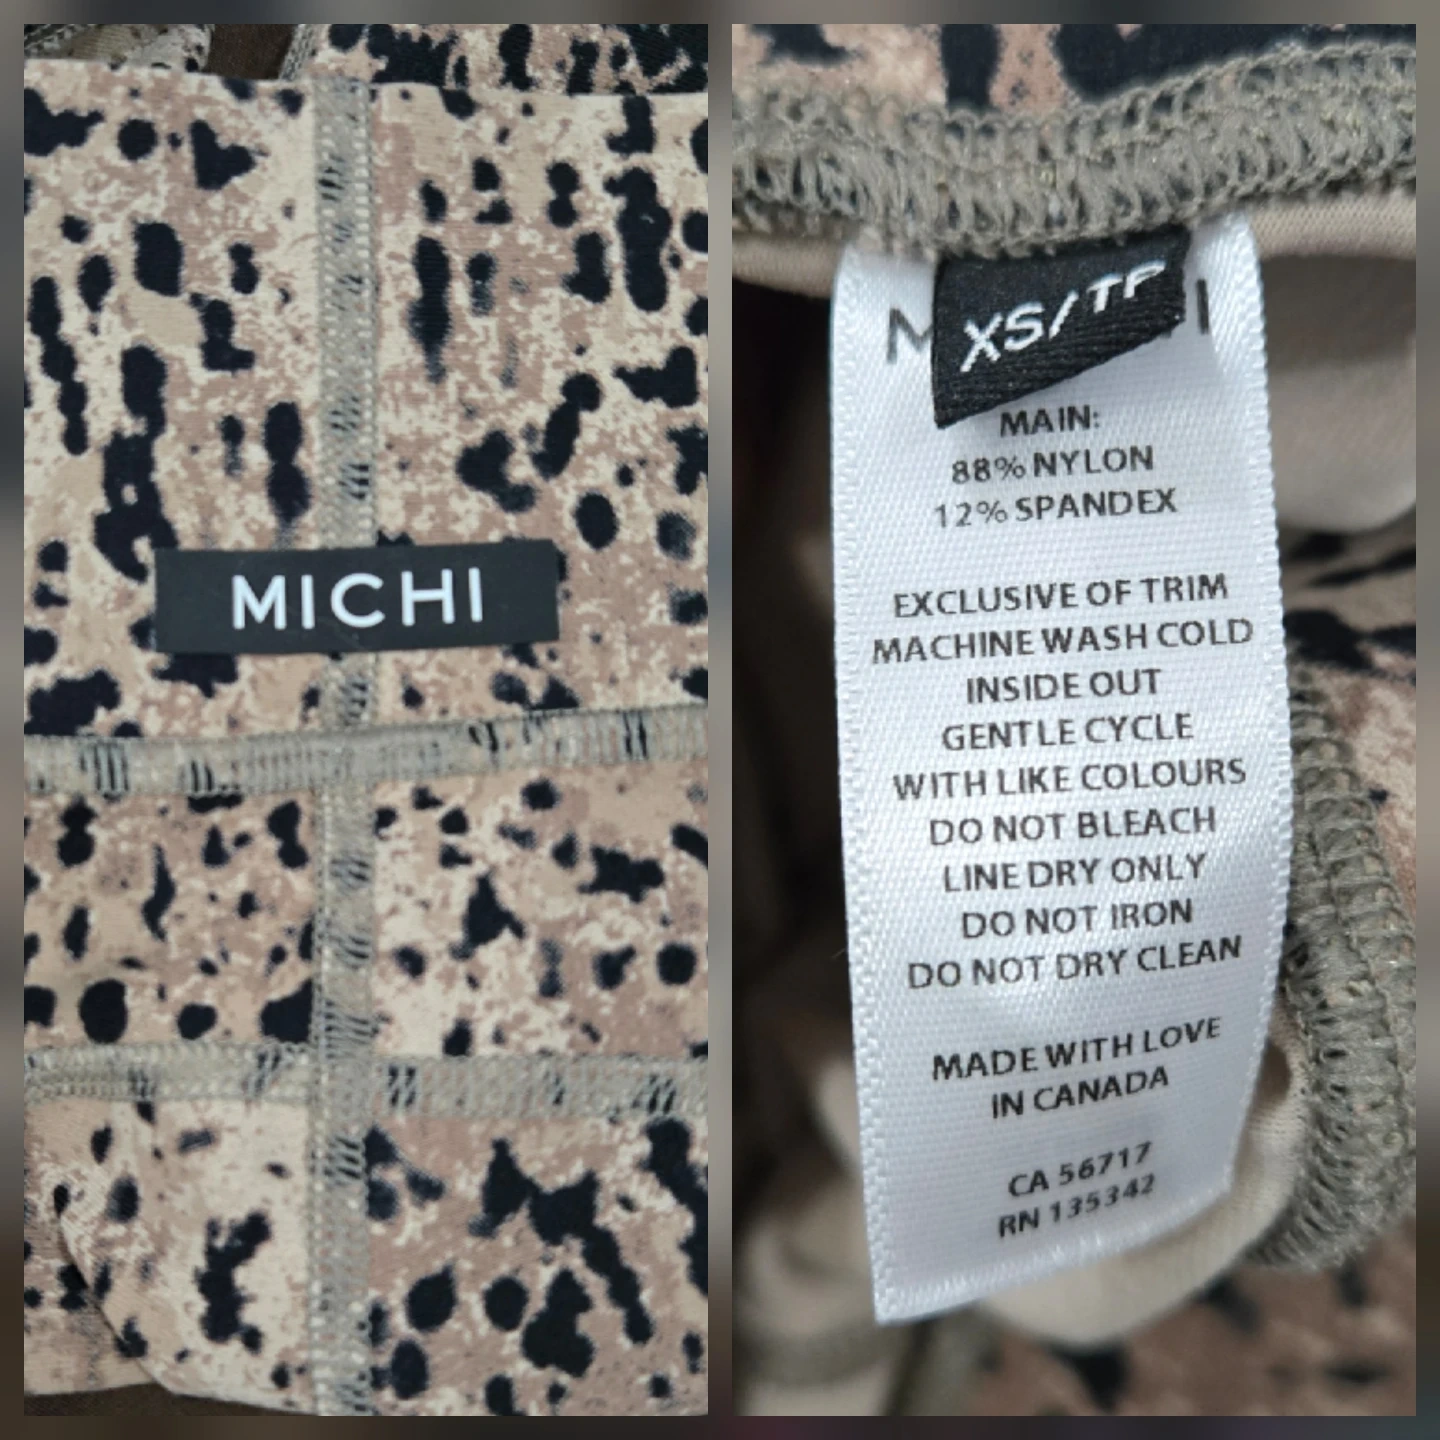 MICHI
XS/TP
MAIN:
88% NYLON
12% SPANDEX
EXCLUSIVE OF TRIM
MACHINE WASH COLD
INSIDE OUT
GENTLE CYCLE
WITH LIKE COLOURS
DO NOT BLEACH
LINE DRY ONLY
DO NOT IRON
DO NOT DRY CLEAN
MADE WITH LOVE
IN CANADA
CA 56717
RN 135342